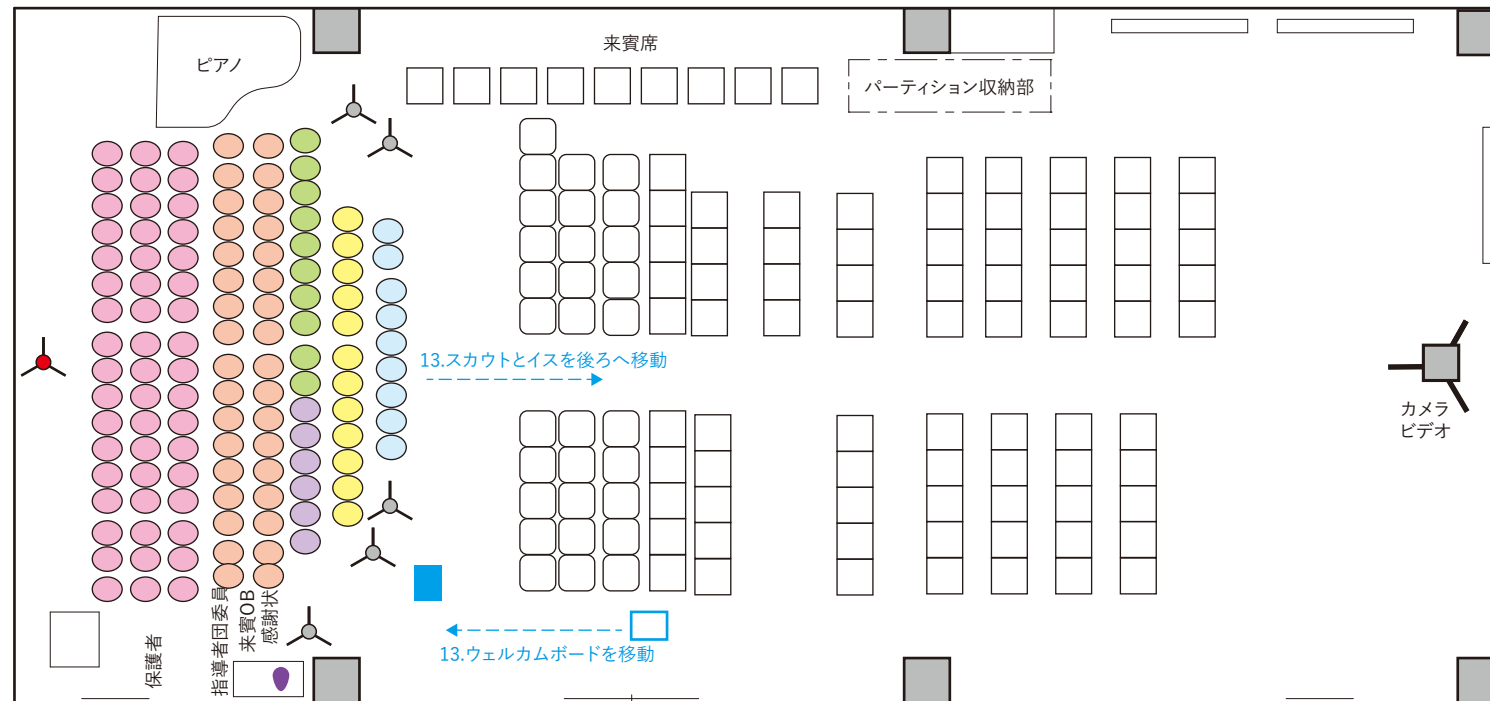 来賓席
ピアノ
パーティション収納部
13.スカウトとイスを後ろへ移動
カメラ
ビデオ
13.ウェルカムボードを移動
保護者
指導者団委員
来賓OB
感謝状